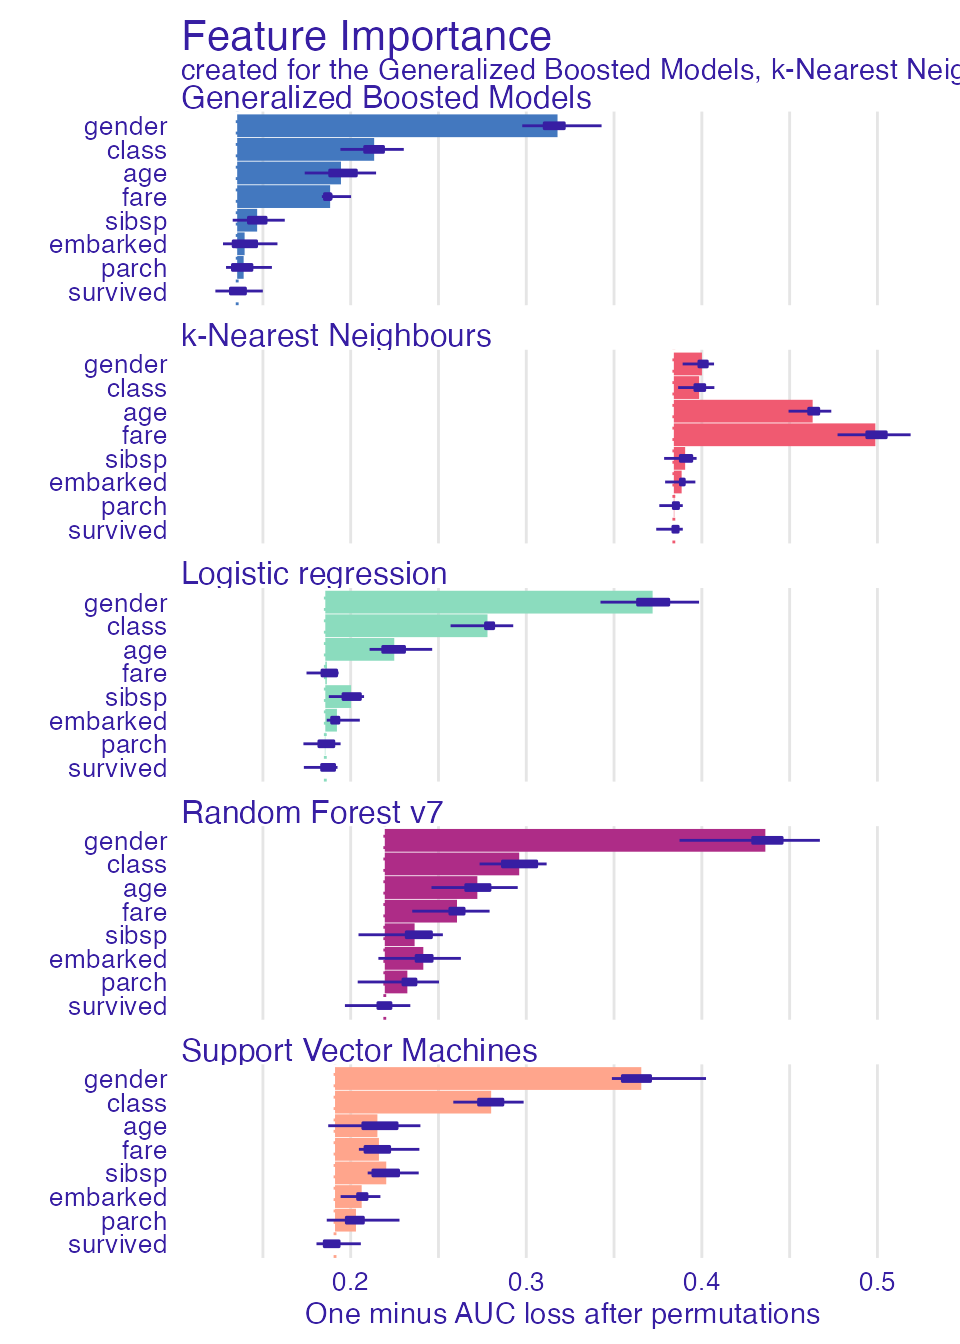 Feature Importance
created for the Generalized Boosted Models, k-Nearest Neig
Generalized Boosted Models
gender
class
age
fare
sibsp
embarked
parch
survived
k-Nearest Neighbours
gender
class
age
fare
sibsp
embarked
parch
survived
Logistic regression
gender
class
age
fare
sibsp
embarked
parch
survived
Random Forest v7
gender
class
age
fare
sibsp
embarked
parch
survived
Support Vector Machines
gender
class
age
fare
sibsp
embarked
parch
survived
0.2 0.3 0.4 0.5
One minus AUC loss after permutations